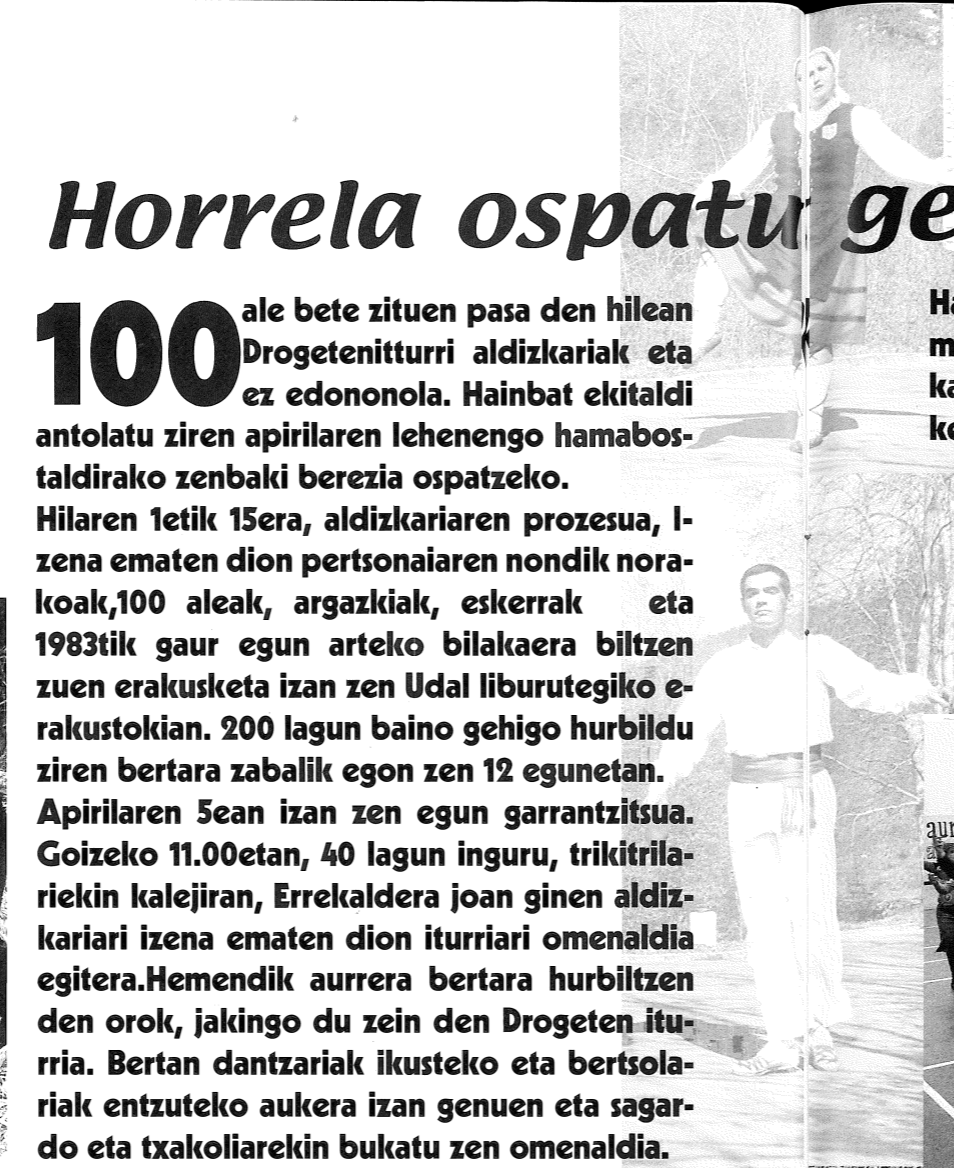 Horrela ospatu ge
100 ale bete zituen pasa den hilean
Drogetenitturri aldizkariak eta
ez edononola. Hainbat ekitaldi
antolatu ziren apirilaren lehenengo hamabos-
taldirako zenbaki berezia ospatzeko.
Hilaren 1etik 15era, aldizkariaren prozesua, I-
zena ematen dion pertsonaiaren nondik nora-
koak,100 aleak, argazkiak, eskerrak eta
1983tik gaur egun arteko bilakaera biltzen
zuen erakusketa izan zen Udal liburutegiko e-
rakustokian. 200 lagun baino gehigo hurbildu
ziren bertara zabalik egon zen 12 egunetan.
Apirilaren 5ean izan zen egun garrantzitsua.
Goizeko 11.00etan, 40 lagun inguru, trikitrila-
riekin kalejiran, Errekaldera joan ginen aldiz-
kariari izena ematen dion iturriari omenaldia
egitera.Hemendik aurrera bertara hurbiltzen
den orok, jakingo du zein den Drogeten itu-
rria. Bertan dantzariak ikusteko eta bertsola-
riak entzuteko aukera izan genuen eta sagar-
do eta txakoliarekin bukatu zen omenaldia.
Ha
m
ka
ke
aur